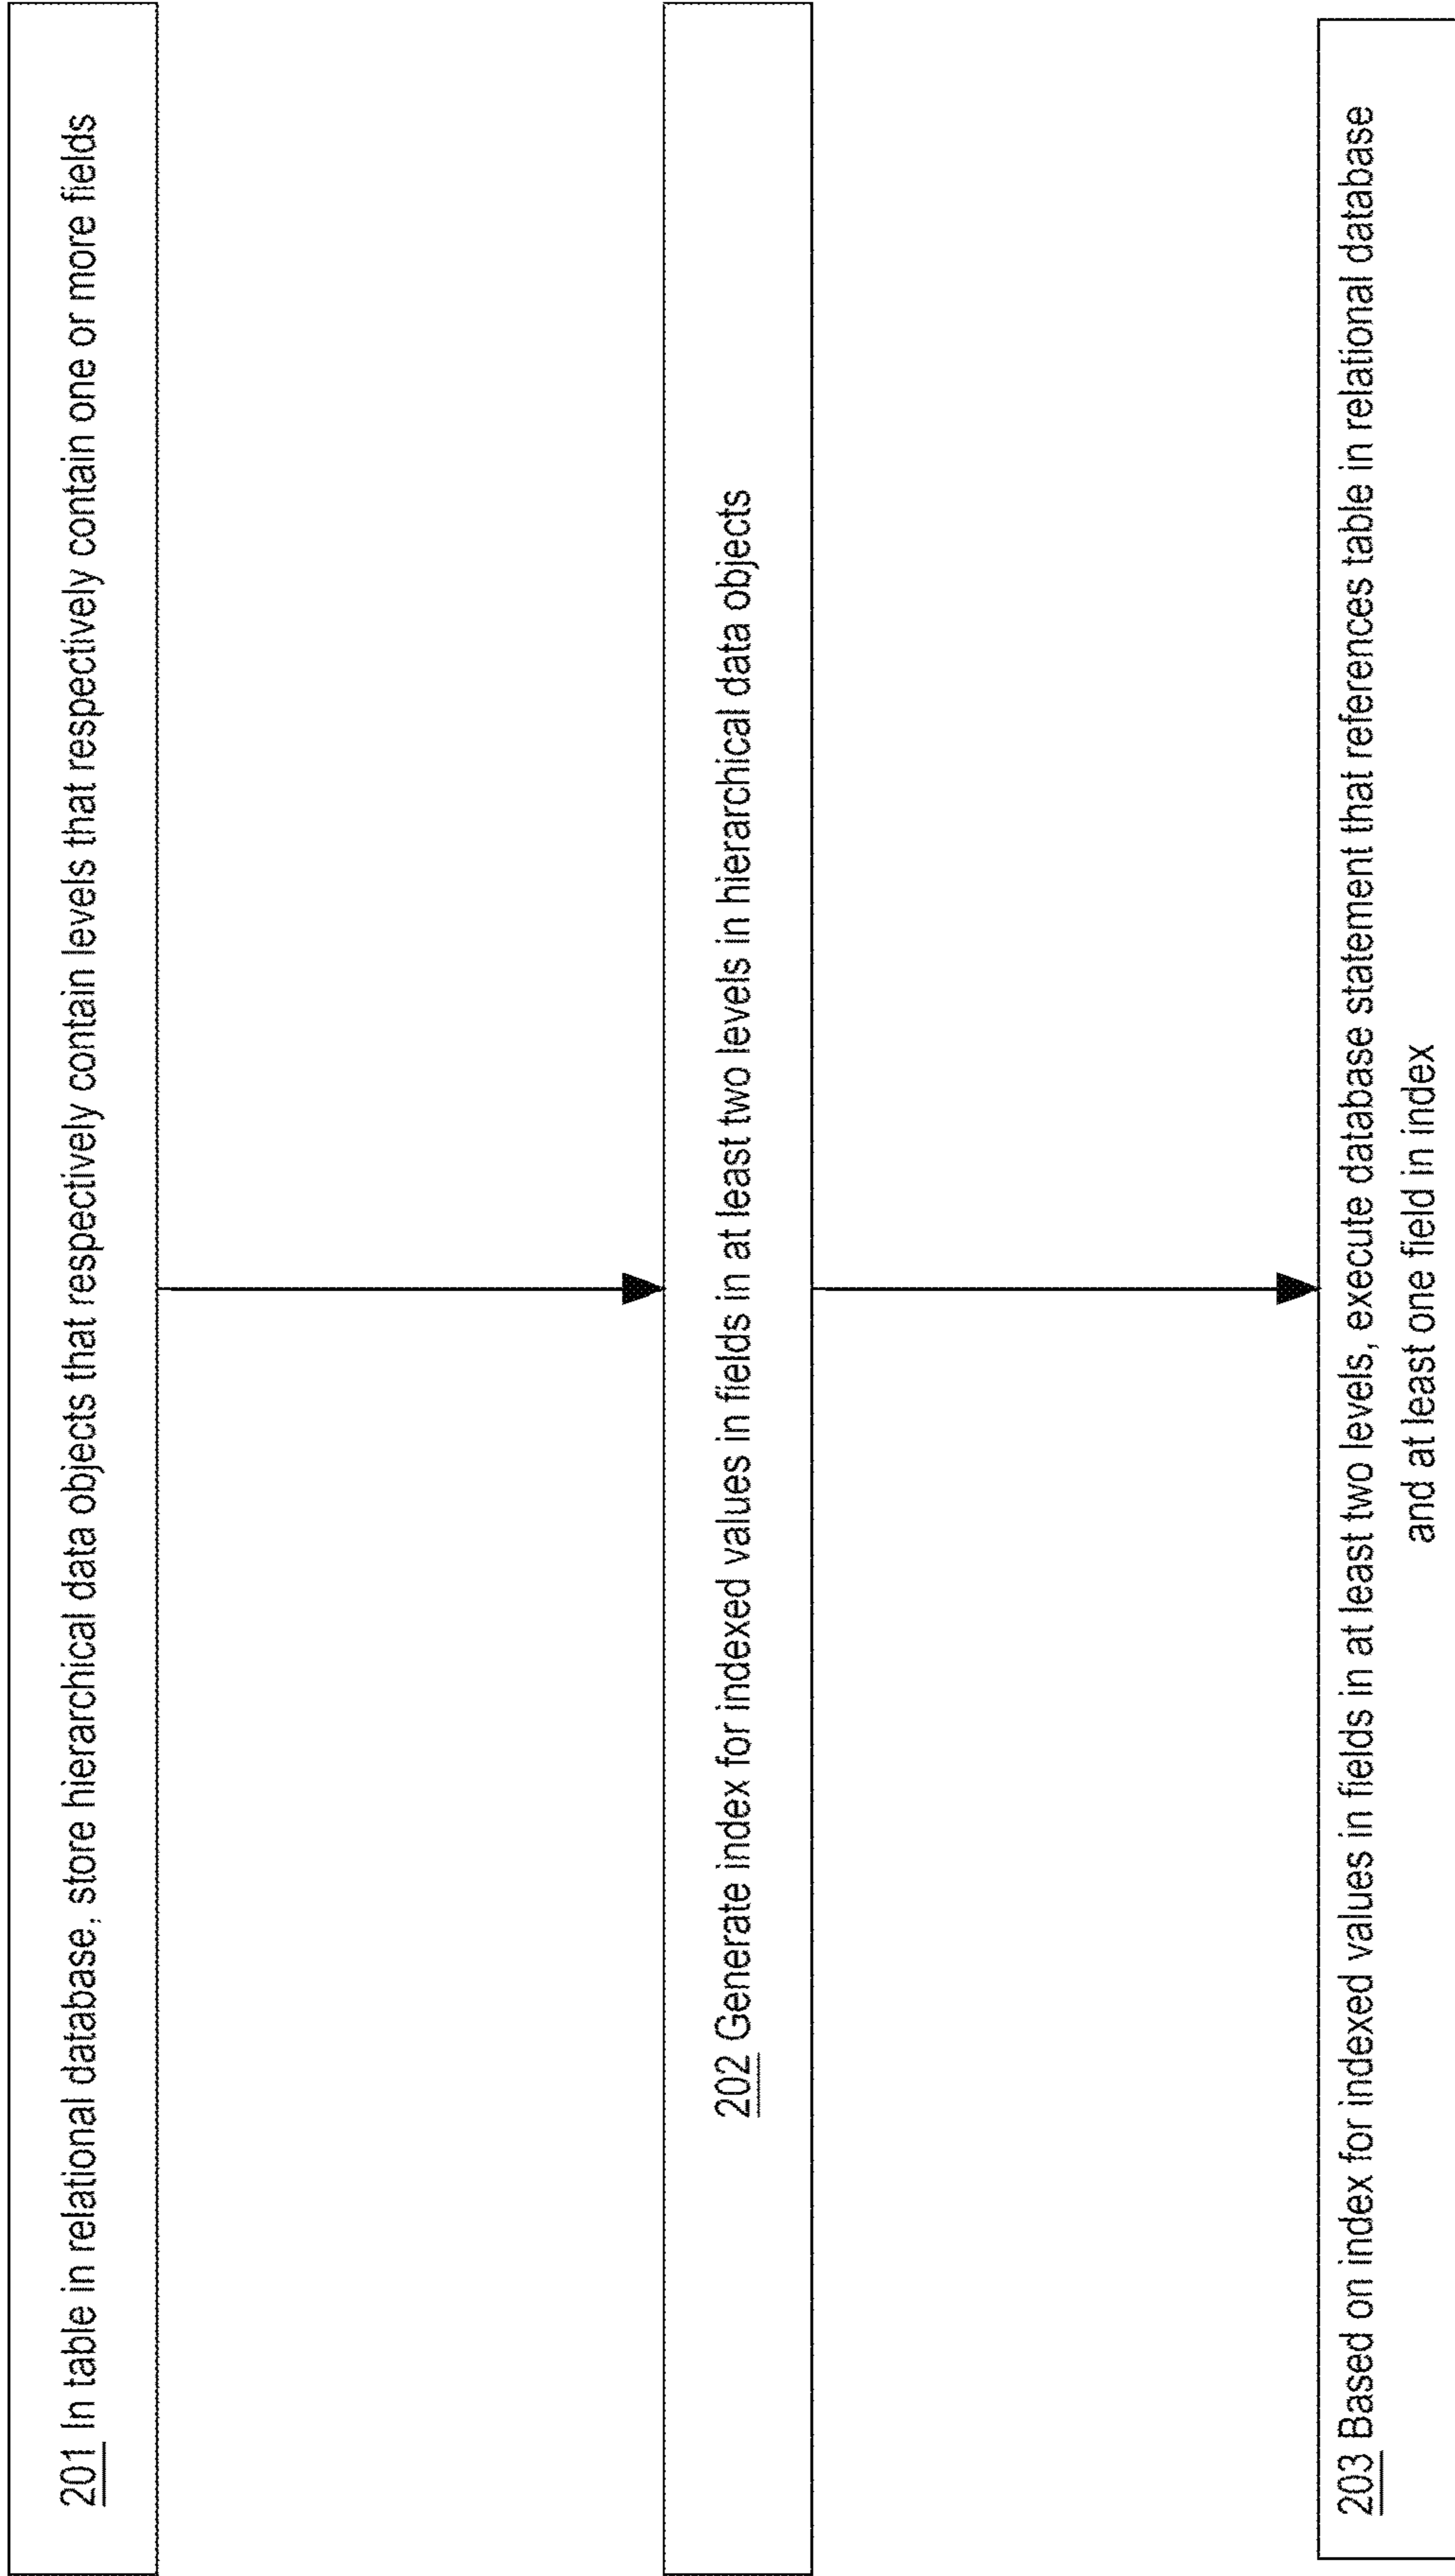 201 In table in relational database, store hierarchical data objects that respectively contain levels that respectively contain one or more fields
202 Generate index for indexed values in fields in at least two levels in hierarchical data objects
203 Based on index for indexed values in fields in at least two levels, execute database statement that references table in relational database
and at least one field in index